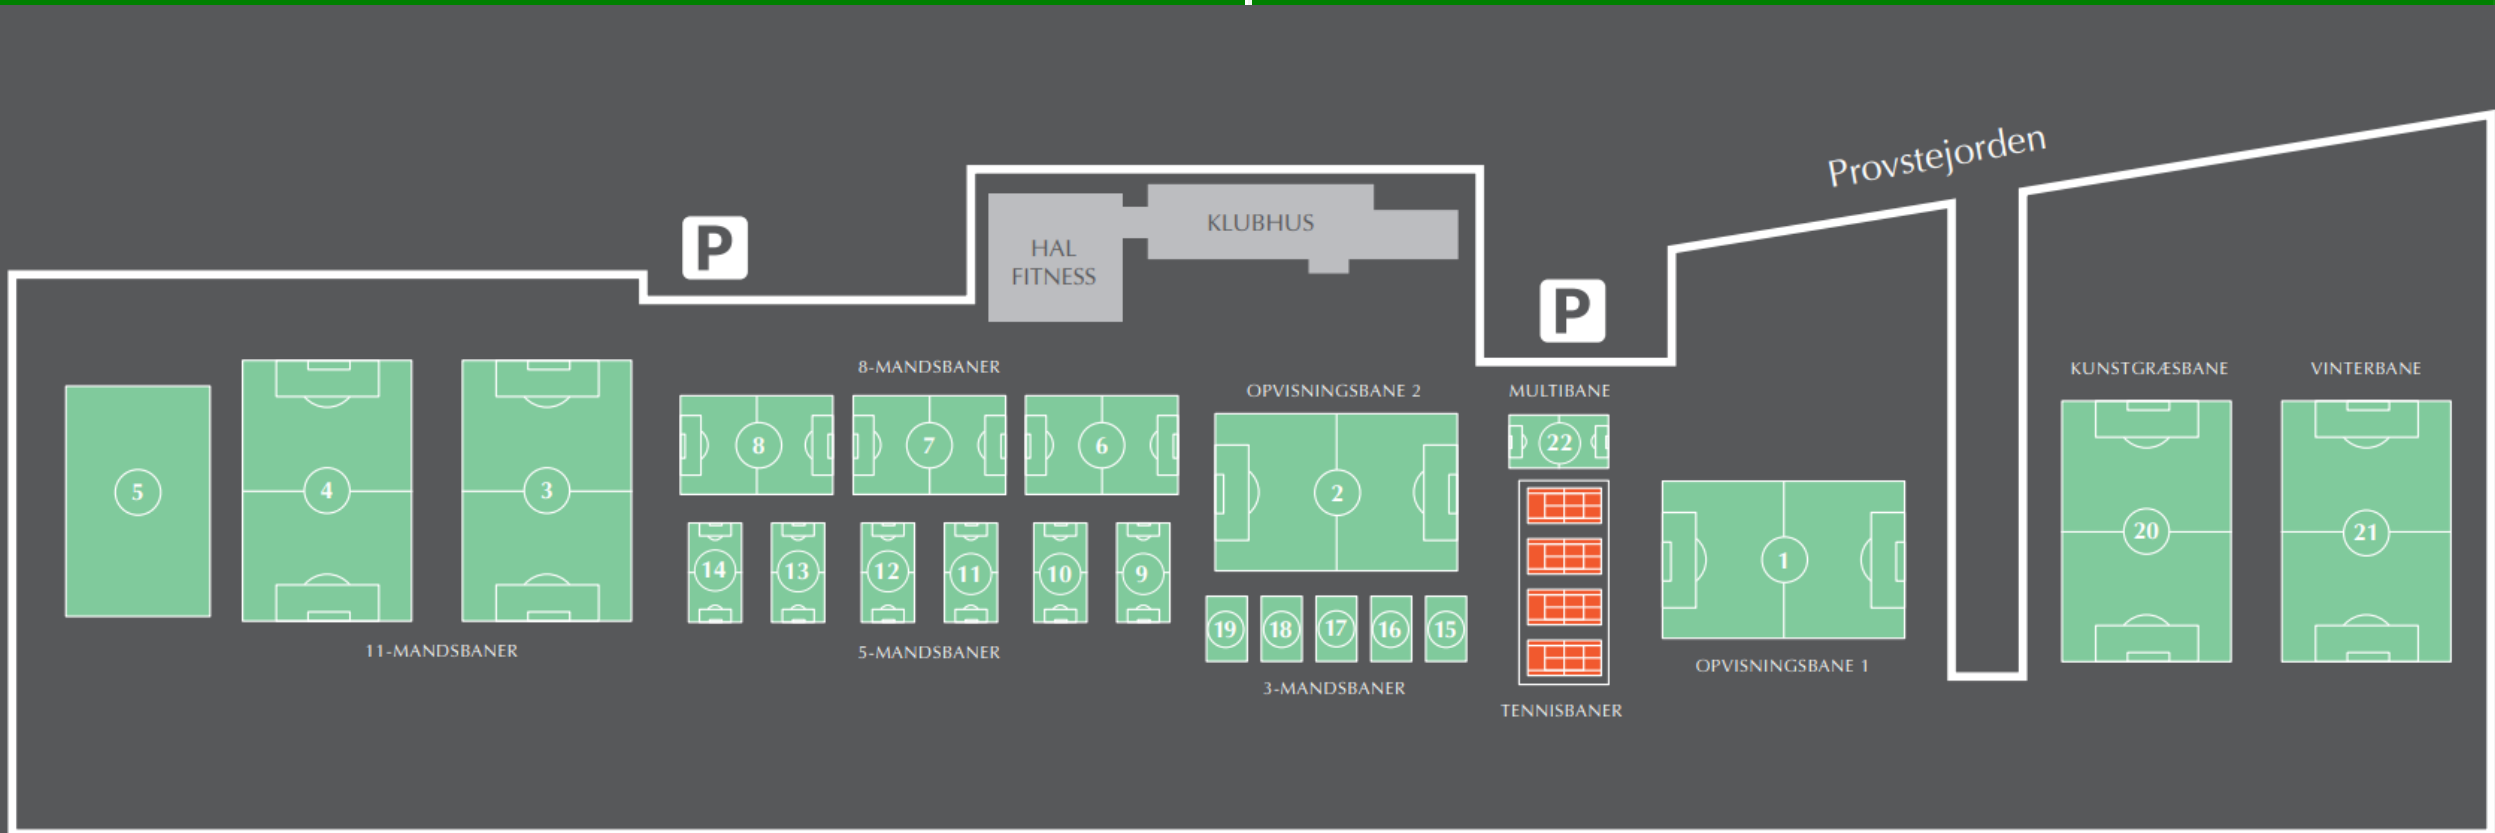 Provstejorden
P
KLUBHUS
HAL
FITNESS
P
8-MANDSBANER
OPVISNINGSBANE 2
MULTIBANE
KUNSTGRÆSBANE
VINTERBANE
5
4
3
8
7
6
2
22
1
20
21
14
13
12
11
10
9
19
18
17
16
15
11-MANDSBANER
5-MANDSBANER
3-MANDSBANER
OPVISNINGSBANE 1
TENNISBANER